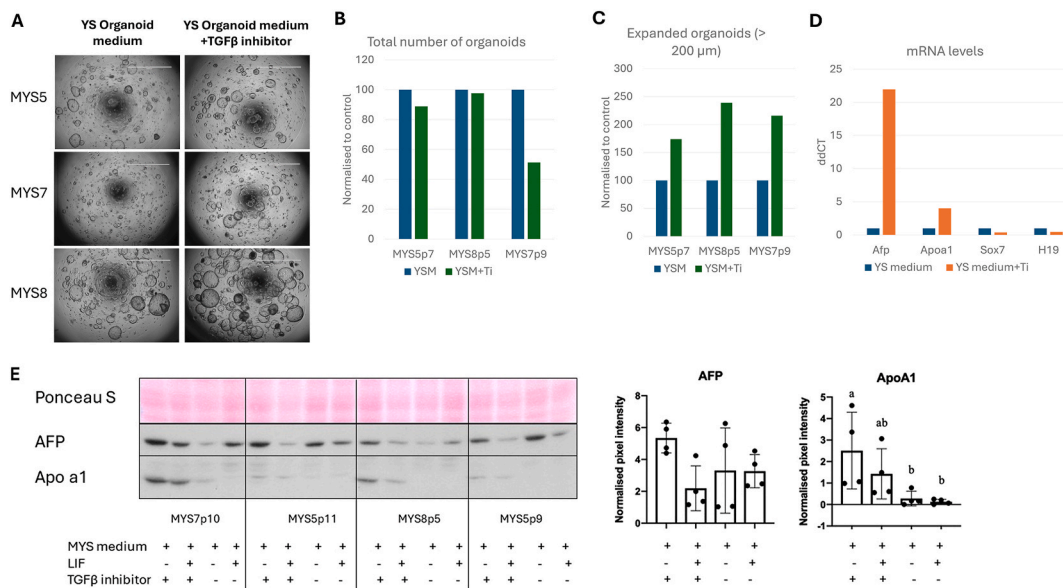 A
YS Organoid medium
YS Organoid medium +TGFβ inhibitor
MYS5
MYS7
MYS8
B
Total number of organoids
Normalised to control
120
100
80
60
40
20
0
MYS5p7 MYS8p5 MYS7p9
YSM YSM+Ti
C
Expanded organoids (> 200 µm)
Normalised to control
300
250
200
150
100
50
0
MYS5p7 MYS8p5 MYS7p9
YSM YSM+Ti
D
mRNA levels
ddCT
25
20
15
10
5
0
Afp Apoa1 Sox7 H19
YS medium YS medium+Ti
E
Ponceau S
AFP
Apo a1
MYS7p10 MYS5p11 MYS8p5 MYS5p9
MYS medium + + + + + + + + + + + + + + + +
LIF - + - + - + - + - + - + - + - +
TGFβ inhibitor + + - - + + - - + + - - + + - -
AFP
Normalised pixel intensity
8
6
4
2
0
+ + + +
- + - +
+ + - -
ApoA1
Normalised pixel intensity
5
4
3
2
1
0
-1
a
ab
b
b
+ + + +
- + - +
+ + - -